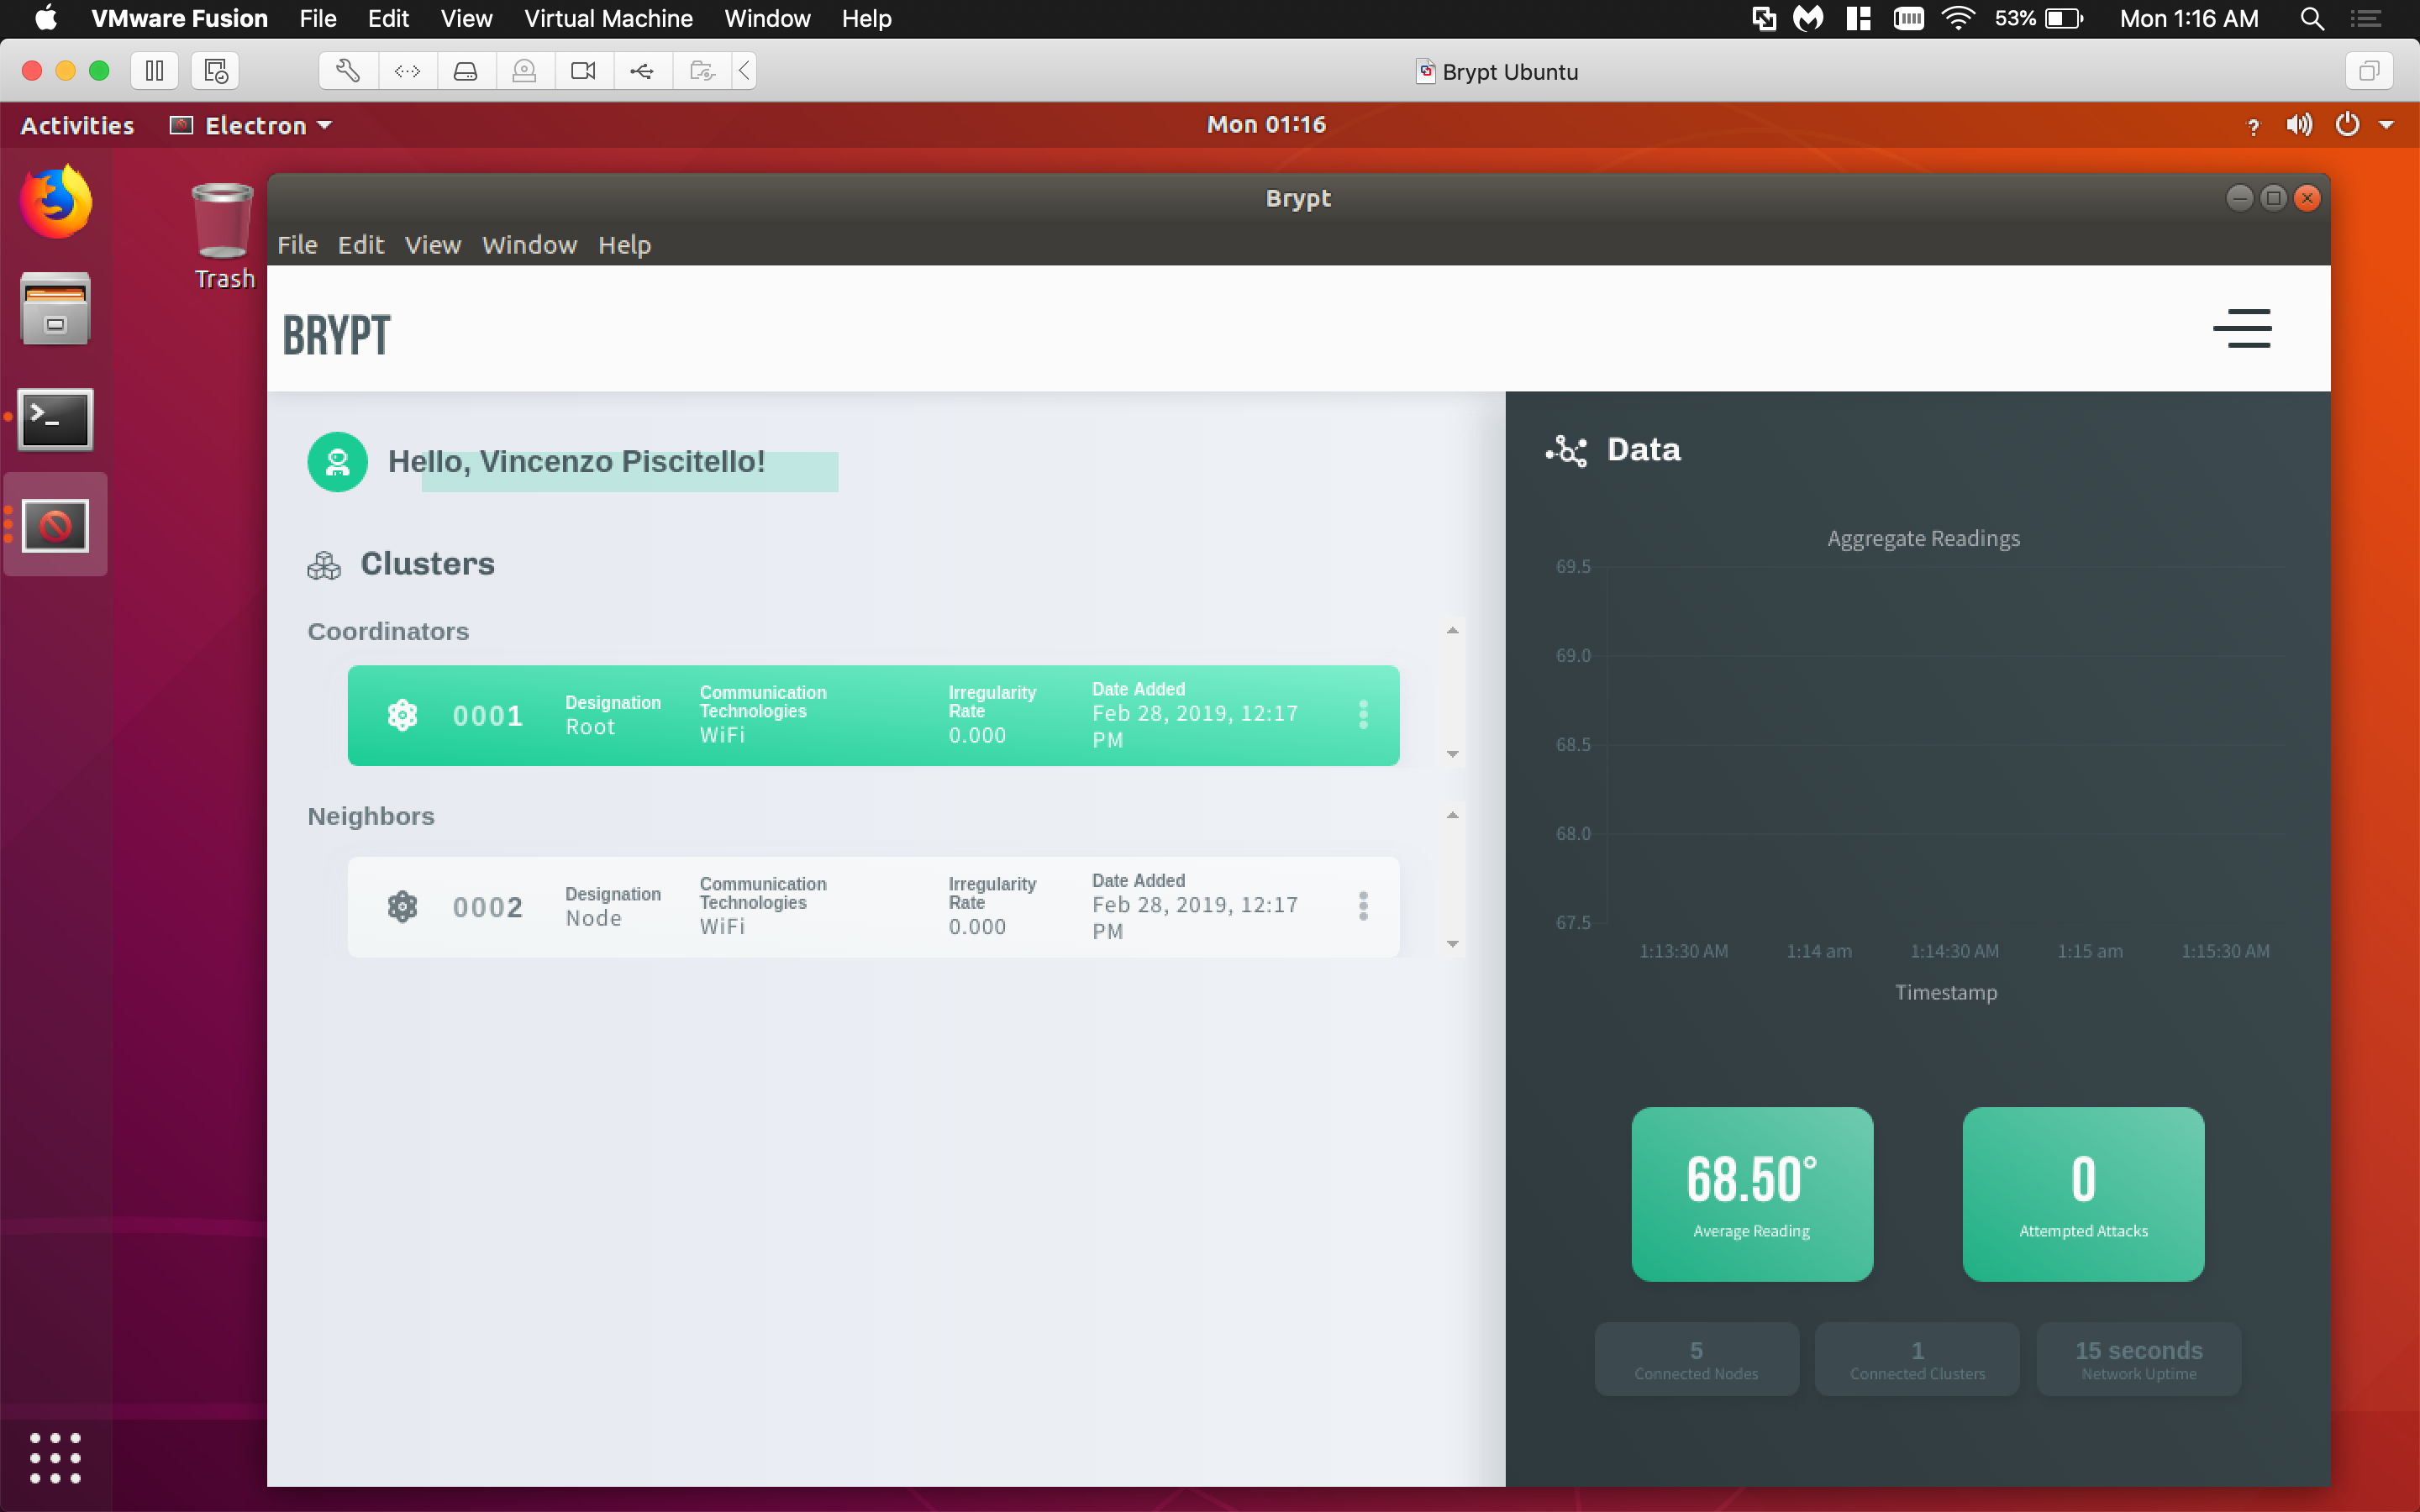 VMware Fusion File Edit View Virtual Machine Window Help 53% Mon 1:16 AM
Brypt Ubuntu
Activities Electron Mon 01:16 ?
Trash
Brypt
File Edit View Window Help
BRYPT
Hello, Vincenzo Piscitello!
Clusters
Coordinators
0001
Designation
Root
Communication
Technologies
WiFi
Irregularity
Rate
0.000
Date Added
Feb 28, 2019, 12:17
PM
Neighbors
0002
Designation
Node
Communication
Technologies
WiFi
Irregularity
Rate
0.000
Date Added
Feb 28, 2019, 12:17
PM
Data
Aggregate Readings
69.5
69.0
68.5
68.0
67.5
1:13:30 AM 1:14 am 1:14:30 AM 1:15 am 1:15:30 AM
Timestamp
68.50°
Average Reading
0
Attempted Attacks
5
Connected Nodes
1
Connected Clusters
15 seconds
Network Uptime